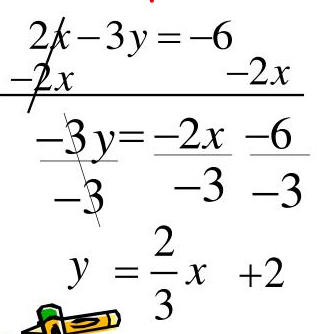 2x − 3y = −6
−2x −2x
−3y = −2x −6
−3 −3 −3
y = 2/3 x +2